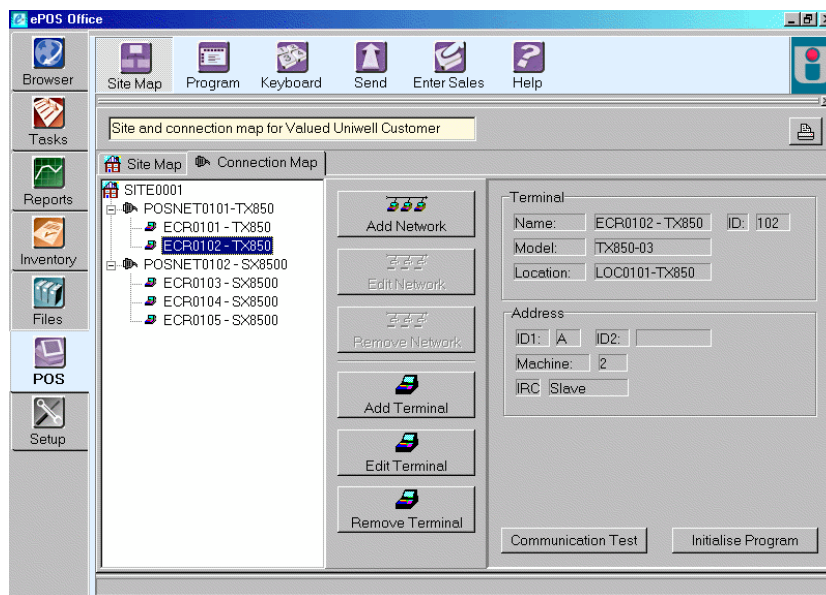 ePOS Office
Browser
Tasks
Reports
Inventory
Files
POS
Setup
Site Map
Program
Keyboard
Send
Enter Sales
Help
Site and connection map for Valued Uniwell Customer
Site Map
Connection Map
SITE0001
POSNET0101-TX850
ECR0101 - TX850
ECR0102 - TX850
POSNET0102 - SX8500
ECR0103 - SX8500
ECR0104 - SX8500
ECR0105 - SX8500
Add Network
Edit Network
Remove Network
Add Terminal
Edit Terminal
Remove Terminal
Terminal
Name: ECR0102 - TX850 ID: 102
Model: TX850-03
Location: LOC0101-TX850
Address
ID1: A ID2:
Machine: 2
IRC Slave
Communication Test
Initialise Program